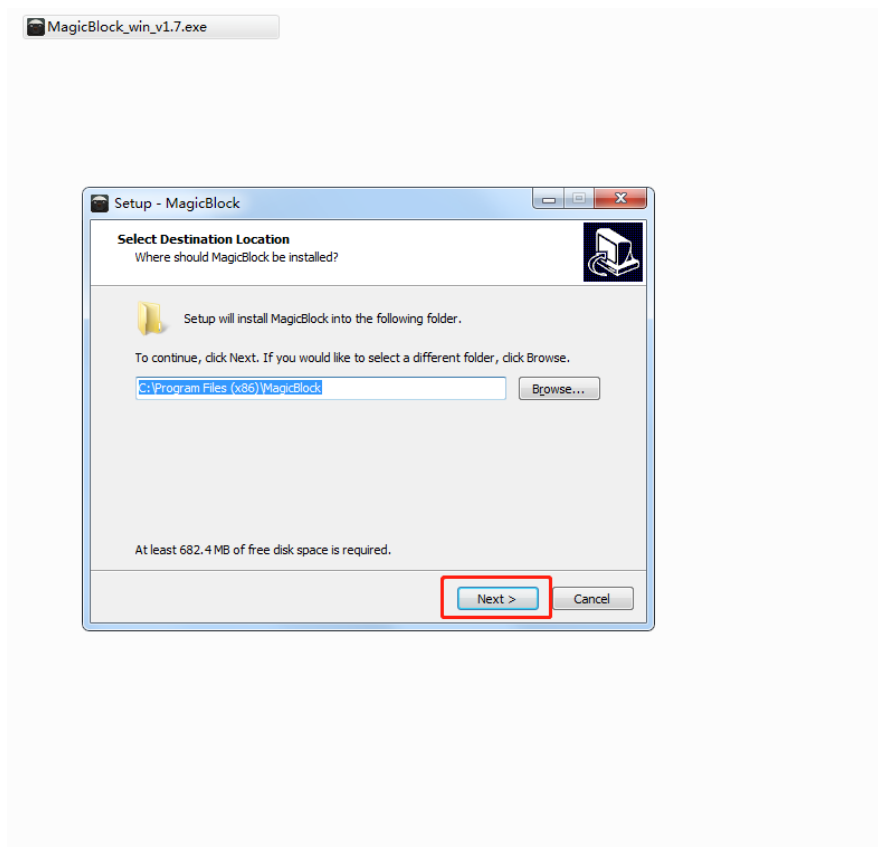 MagicBlock_win_v1.7.exe
Setup - MagicBlock
Select Destination Location
Where should MagicBlock be installed?
Setup will install MagicBlock into the following folder.
To continue, click Next. If you would like to select a different folder, click Browse.
C:\Program Files (x86)\MagicBlock
Browse...
At least 682.4 MB of free disk space is required.
Next >
Cancel